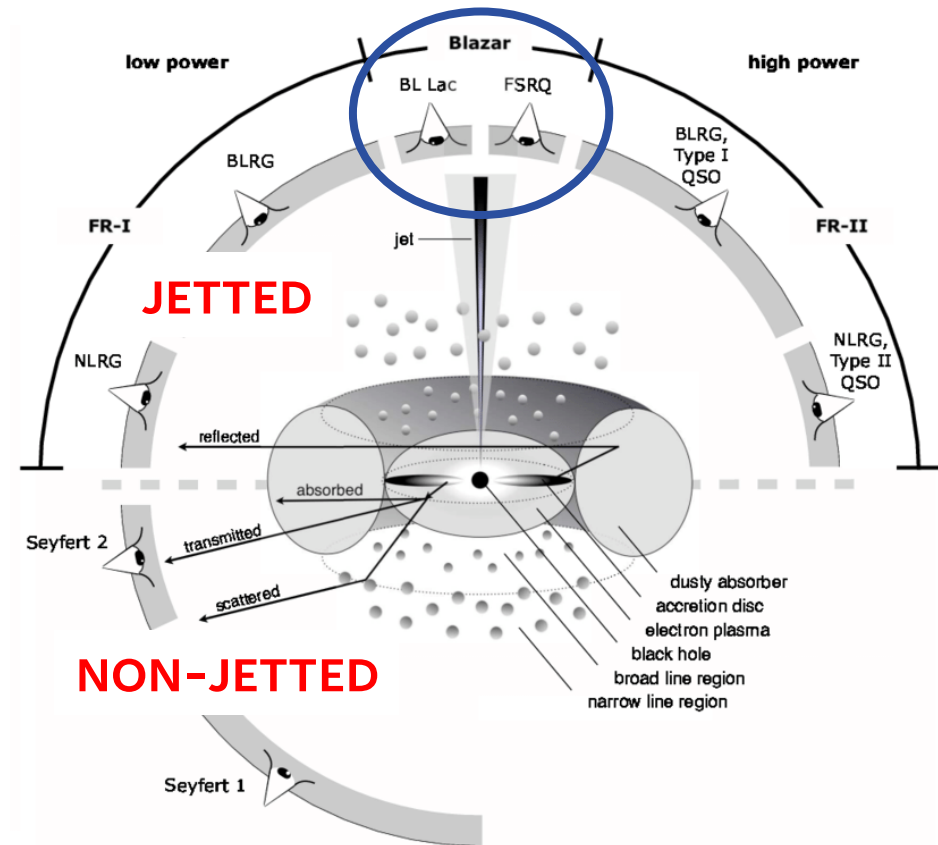 Blazar
low power
high power
BL Lac
FSRQ
BLRG
BLRG,
Type I
QSO
FR-I
FR-II
jet
JETTED
NLRG
NLRG,
Type II
QSO
reflected
absorbed
transmitted
Seyfert 2
scattered
dusty absorber
accretion disc
electron plasma
black hole
broad line region
narrow line region
NON-JETTED
Seyfert 1